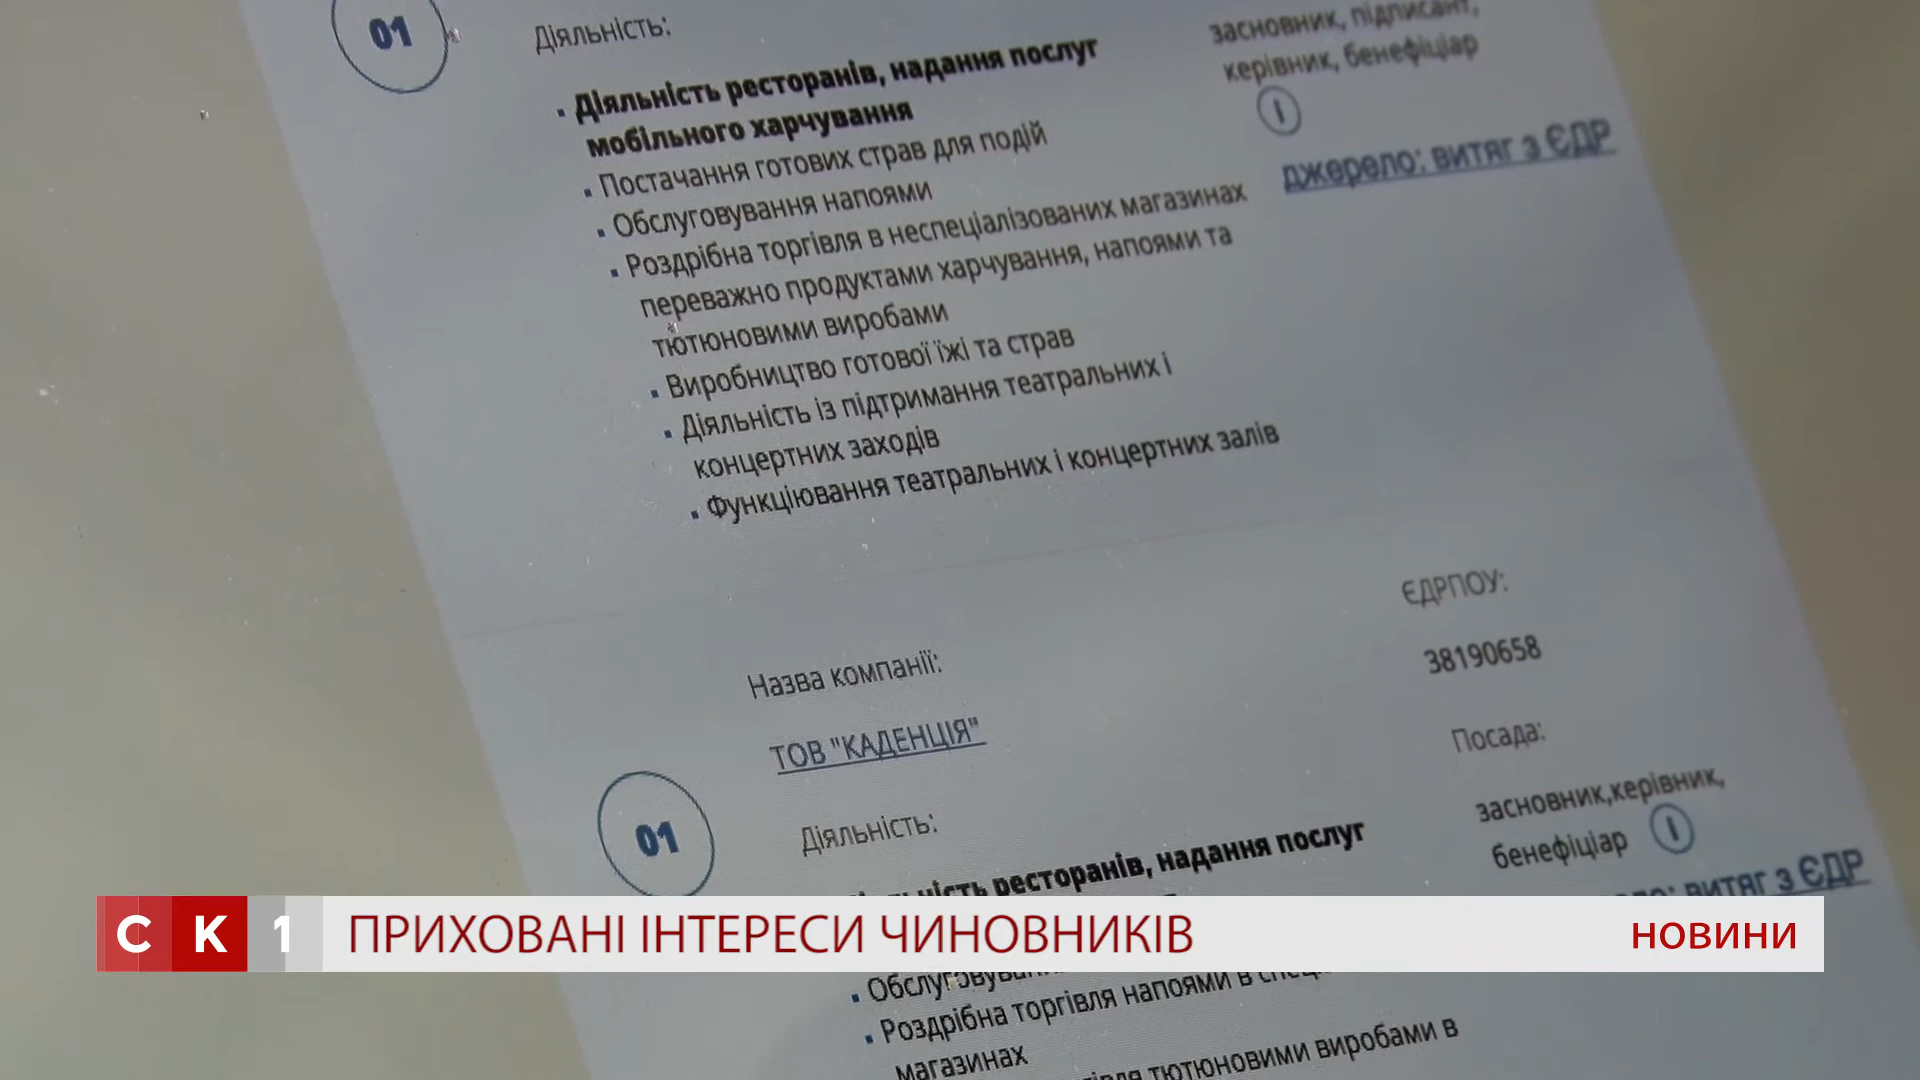 01
Діяльність:
засновник, підписант,
керівник, бенефіціар
Діяльність ресторанів, надання послуг
мобільного харчування
джерело: витяг з ЄДР
Постачання готових страв для подій
Обслуговування напоями
Роздрібна торгівля в неспеціалізованих магазинах
переважно продуктами харчування, напоями та
тютюновими виробами
Виробництво готової їжі та страв
Діяльність із підтримання театральних і
концертних заходів
Функціювання театральних і концертних залів
ЄДРПОУ:
38190658
Назва компанії:
ТОВ "КАДЕНЦІЯ"
Посада:
засновник,керівник,
бенефіціар
01
Діяльність:
ресторанів, надання послуг
витяг з ЄДР
СК1 ПРИХОВАНІ ІНТЕРЕСИ ЧИНОВНИКІВ НОВИНИ
Роздрібна торгівля напоями в
магазинах
тютюновими виробами в